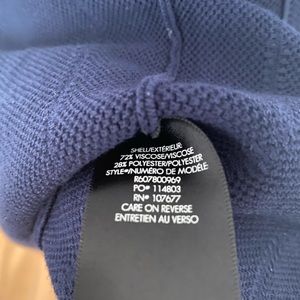 SHELL/EXTÉRIEUR:
72% VISCOSE/VISCOSE
28% POLYESTER/POLYESTER
STYLE#/NUMÉRO DE MODÈLE:
R607800969
PO# 114803
RN# 107677
CARE ON REVERSE
ENTRETIEN AU VERSO